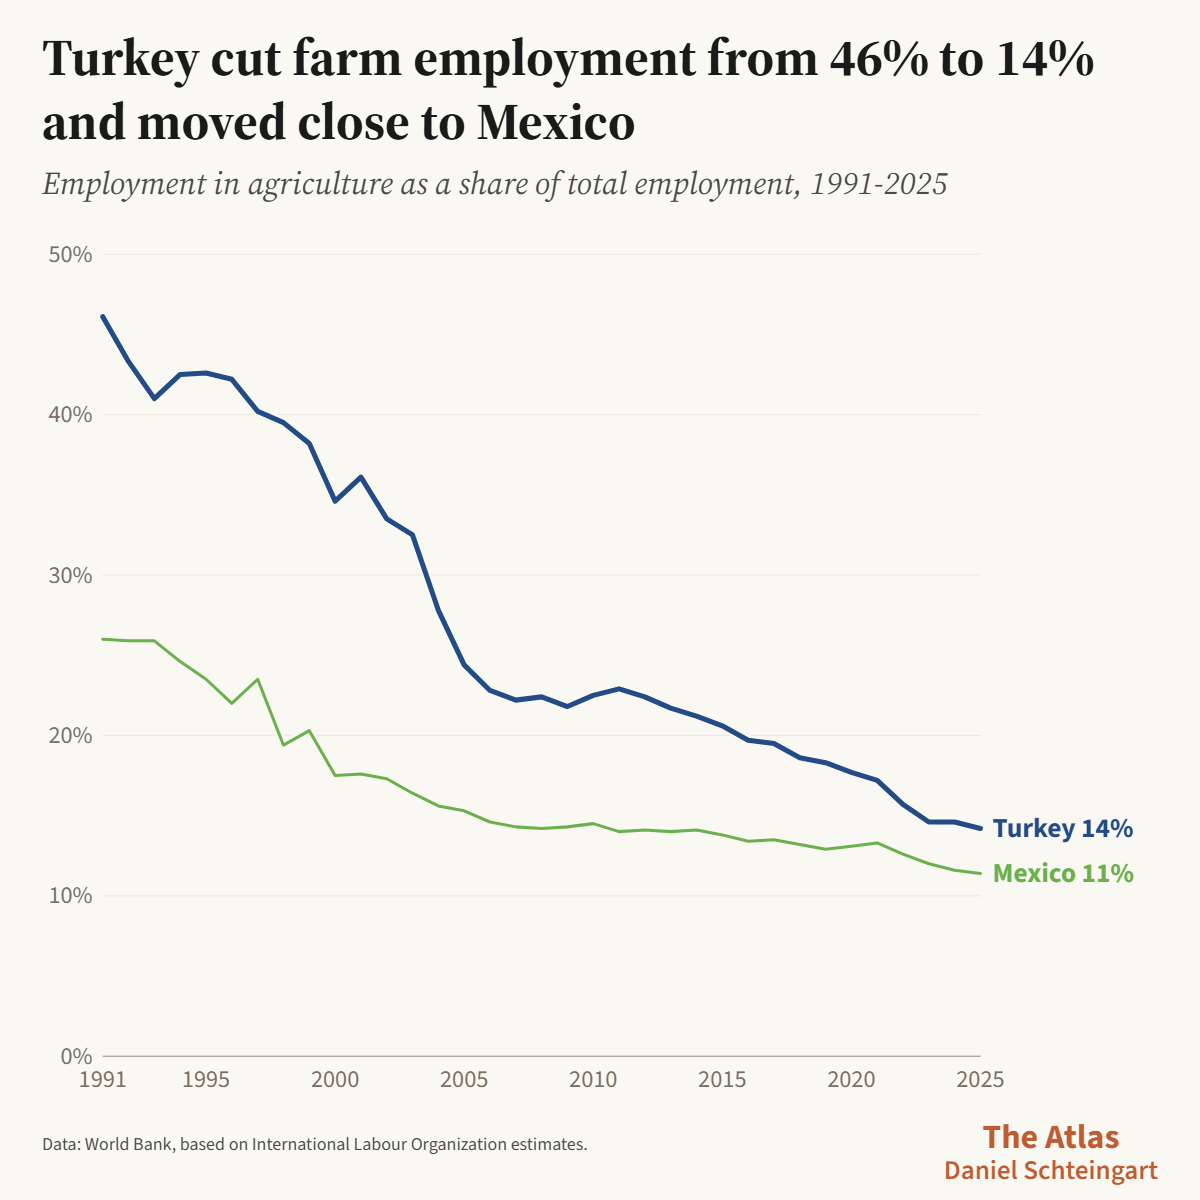 Turkey cut farm employment from 46% to 14%
and moved close to Mexico
Employment in agriculture as a share of total employment, 1991-2025
50%
40%
30%
20%
10%
0%
Turkey 14%
Mexico 11%
1991 1995 2000 2005 2010 2015 2020 2025
Data: World Bank, based on International Labour Organization estimates.
The Atlas
Daniel Schteingart